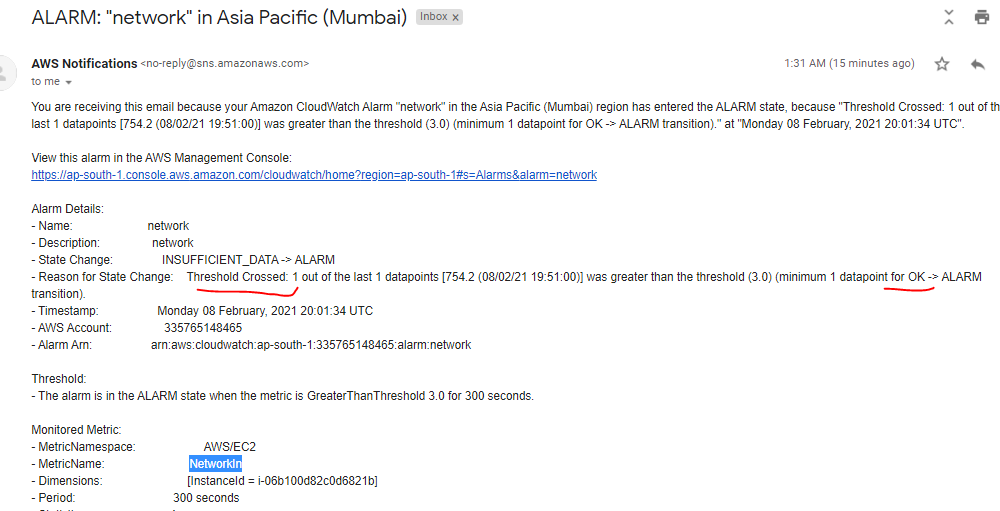 ALARM: "network" in Asia Pacific (Mumbai) Inbox x
AWS Notifications <no-reply@sns.amazonaws.com> 1:31 AM (15 minutes ago)
to me
You are receiving this email because your Amazon CloudWatch Alarm "network" in the Asia Pacific (Mumbai) region has entered the ALARM state, because "Threshold Crossed: 1 out of th
last 1 datapoints [754.2 (08/02/21 19:51:00)] was greater than the threshold (3.0) (minimum 1 datapoint for OK -> ALARM transition)." at "Monday 08 February, 2021 20:01:34 UTC".
View this alarm in the AWS Management Console:
https://ap-south-1.console.aws.amazon.com/cloudwatch/home?region=ap-south-1#s=Alarms&alarm=network
Alarm Details:
- Name: network
- Description: network
- State Change: INSUFFICIENT_DATA -> ALARM
- Reason for State Change: Threshold Crossed: 1 out of the last 1 datapoints [754.2 (08/02/21 19:51:00)] was greater than the threshold (3.0) (minimum 1 datapoint for OK -> ALARM
transition).
- Timestamp: Monday 08 February, 2021 20:01:34 UTC
- AWS Account: 335765148465
- Alarm Arn: arn:aws:cloudwatch:ap-south-1:335765148465:alarm:network
Threshold:
- The alarm is in the ALARM state when the metric is GreaterThanThreshold 3.0 for 300 seconds.
Monitored Metric:
- MetricNamespace: AWS/EC2
- MetricName: NetworkIn
- Dimensions: [InstanceId = i-06b100d82c0d6821b]
- Period: 300 seconds